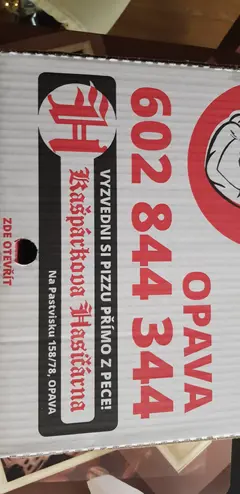 OPAVA
602 844 344
VYZVEDNI SI PIZZU PŘÍMO Z PECE!
H
Kašpárkova Hasičárna
Na Pastvisku 158/78, OPAVA
ZDE OTEVŘÍT